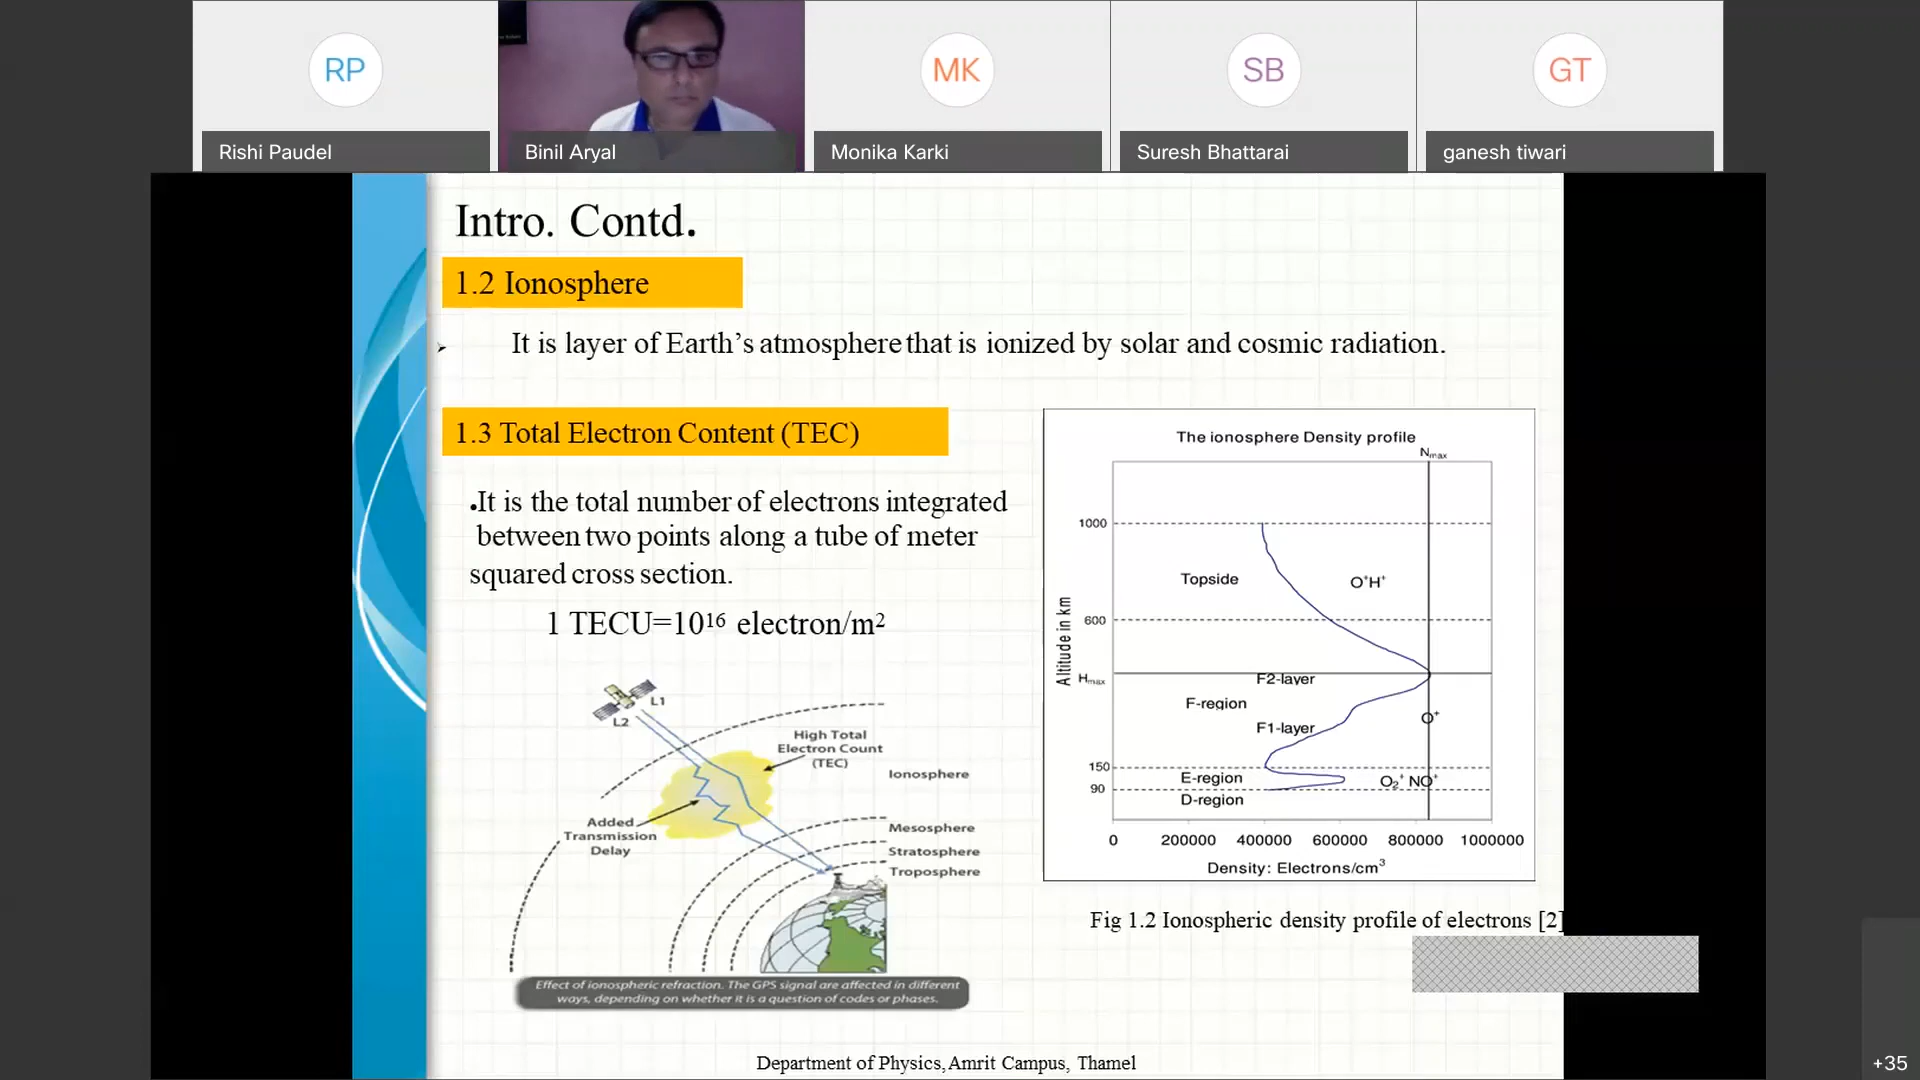 RP
MK
SB
GT
Rishi Paudel
Binil Aryal
Monika Karki
Suresh Bhattarai
ganesh tiwari
Intro. Contd.
1.2 Ionosphere
It is layer of Earth’s atmosphere that is ionized by solar and cosmic radiation.
1.3 Total Electron Content (TEC)
•It is the total number of electrons integrated
between two points along a tube of meter
squared cross section.
1 TECU=10¹⁶ electron/m²
L1
L2
High Total
Electron Count
(TEC)
Ionosphere
Added
Transmission
Delay
Mesosphere
Stratosphere
Troposphere
Effect of ionospheric refraction. The GPS signal are affected in different
ways, depending on whether it is a question of codes or phases.
The ionosphere Density profile
Nmax
1000
Topside
O⁺H⁺
600
Altitude in km
Hmax
F2-layer
F-region
O⁺
F1-layer
150
E-region
O₂⁺ NO⁺
90
D-region
0 200000 400000 600000 800000 1000000
Density: Electrons/cm³
Fig 1.2 Ionospheric density profile of electrons [2]
Department of Physics,Amrit Campus, Thamel
+35